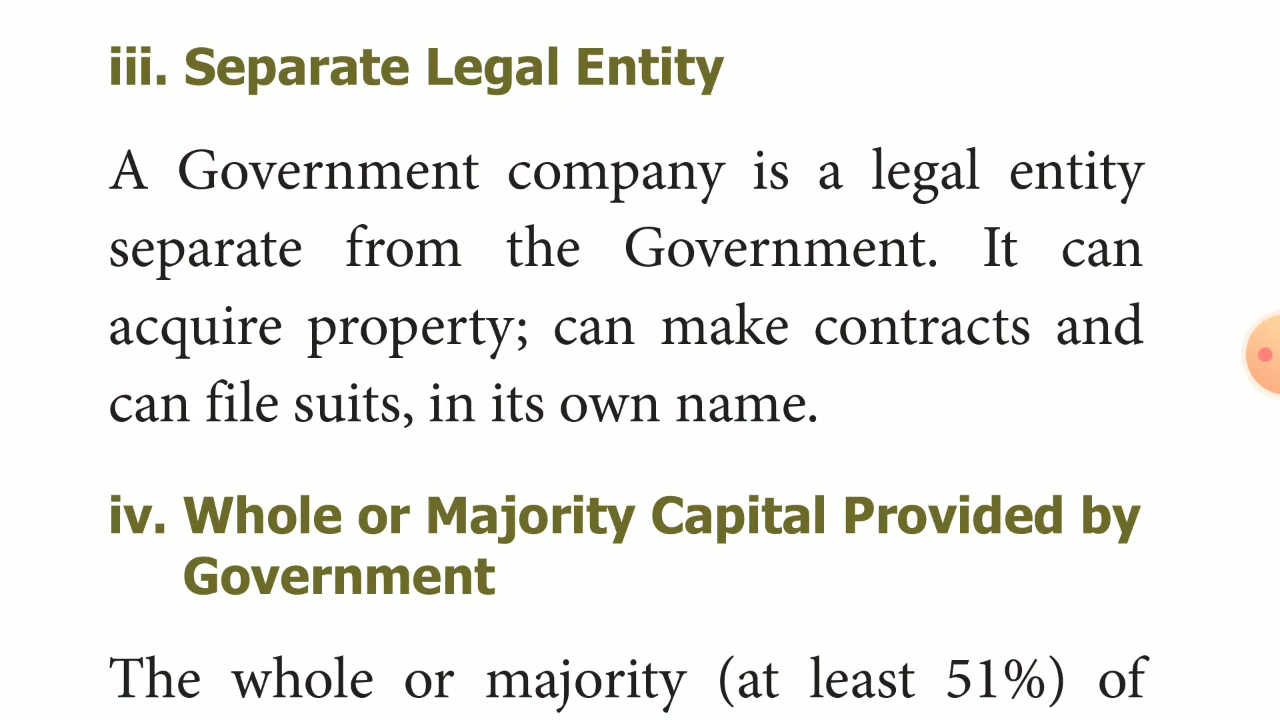 iii. Separate Legal Entity
A Government company is a legal entity
separate from the Government. It can
acquire property; can make contracts and
can file suits, in its own name.
iv. Whole or Majority Capital Provided by
Government
The whole or majority (at least 51%) of